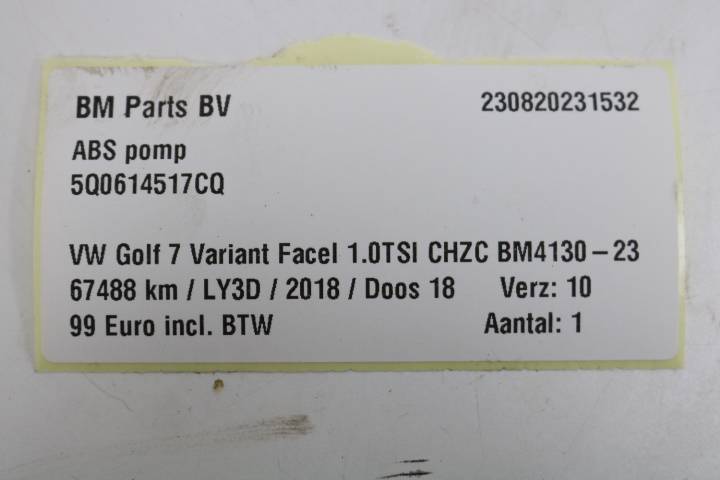 BM Parts BV 230820231532
ABS pomp
5Q0614517CQ
VW Golf 7 Variant Facel 1.0TSI CHZC BM4130-23
67488 km / LY3D / 2018 / Doos 18 Verz: 10
99 Euro incl. BTW Aantal: 1